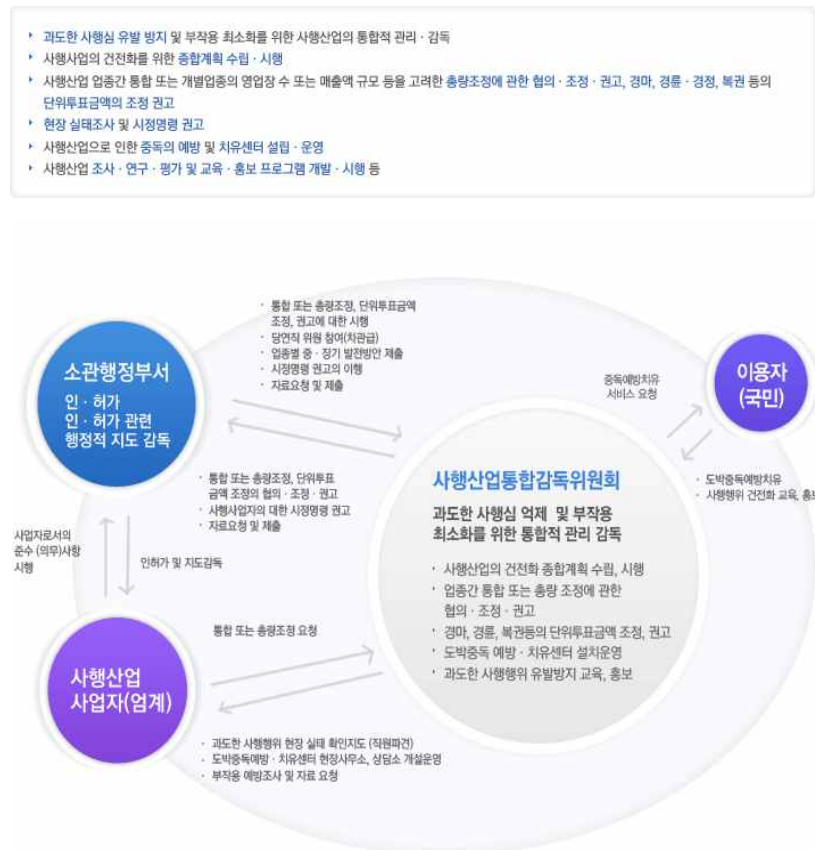 과도한 사행심 유발 방지 및 부작용 최소화를 위한 사행산업의 통합적 관리 · 감독
사행사업의 건전화를 위한 종합계획 수립 · 시행
사행산업 업종간 통합 또는 개별업종의 영업장 수 또는 매출액 규모 등을 고려한 총량조정에 관한 협의 · 조정 · 권고, 경마, 경륜 · 경정, 복권 등의
단위투표금액의 조정 권고
현장 실태조사 및 시정명령 권고
사행산업으로 인한 중독의 예방 및 치유센터 설립 · 운영
사행산업 조사 · 연구 · 평가 및 교육 · 홍보 프로그램 개발 · 시행 등
· 통합 또는 총량조정, 단위투표금액
조정, 권고에 대한 시행
· 당연직 위원 참여(차관급)
· 업종별 중 · 장기 발전방안 제출
· 시정명령 권고의 이행
· 자료요청 및 제출
소관행정부서
인 · 허가
인 · 허가 관련
행정적 지도 감독
중독예방치유
서비스 요청
이용자
(국민)
· 통합 또는 총량조정, 단위투표
금액 조정의 협의 · 조정 · 권고
· 사행사업자의 대한 시정명령 권고
· 자료요청 및 제출
· 도박중독예방치유
· 사행행위 건전화 교육, 홍보
사업자로서의
준수 (의무)사항
시행
인허가 및 지도감독
사행산업통합감독위원회
과도한 사행심 억제 및 부작용
최소화를 위한 통합적 관리 감독
· 사행산업의 건전화 종합계획 수립, 시행
· 업종간 통합 또는 총량 조정에 관한
협의 · 조정 · 권고
· 경마, 경륜, 복권등의 단위투표금액 조정, 권고
· 도박중독 예방 · 치유센터 설치운영
· 과도한 사행행위 유발방지 교육, 홍보
통합 또는 총량조정 요청
사행산업
사업자(업계)
· 과도한 사행행위 현장 실태 확인지도 (직원파견)
· 도박중독예방 · 치유센터 현장사무소, 상담소 개설운영
· 부작용 예방조사 및 자료 요청